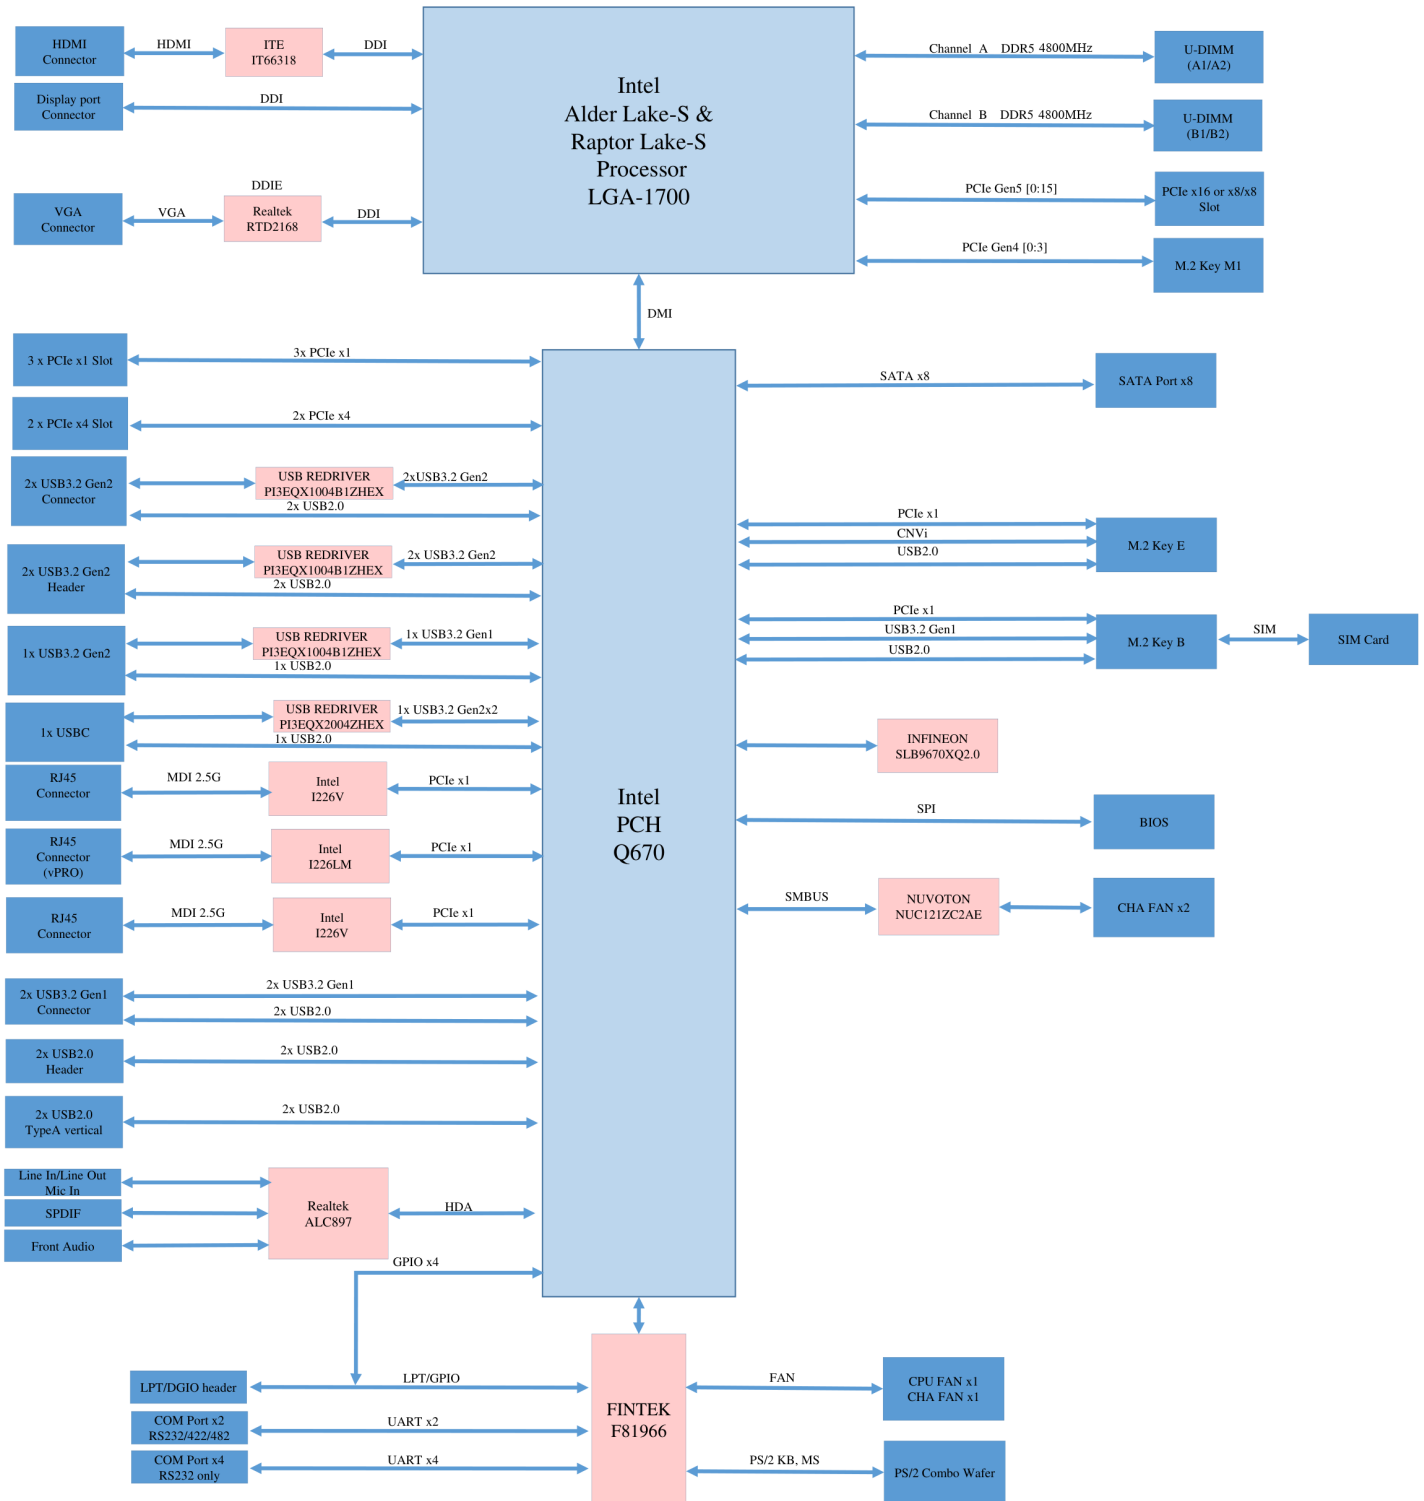 HDMI
Connector
HDMI
ITE
IT66318
DDI
Display port
Connector
DDI
VGA
Connector
VGA
DDIE
Realtek
RTD2168
DDI
Intel
Alder Lake-S &
Raptor Lake-S
Processor
LGA-1700
Channel A DDR5 4800MHz
U-DIMM
(A1/A2)
Channel B DDR5 4800MHz
U-DIMM
(B1/B2)
PCIe Gen5 [0:15]
PCIe x16 or x8/x8
Slot
PCIe Gen4 [0:3]
M.2 Key M1
DMI
3 x PCIe x1 Slot
3x PCIe x1
2 x PCIe x4 Slot
2x PCIe x4
2x USB3.2 Gen2
Connector
USB REDRIVER
PI3EQX1004B1ZHEX
2xUSB3.2 Gen2
2x USB2.0
2x USB3.2 Gen2
Header
USB REDRIVER
PI3EQX1004B1ZHEX
2x USB3.2 Gen2
2x USB2.0
1x USB3.2 Gen2
USB REDRIVER
PI3EQX1004B1ZHEX
1x USB3.2 Gen1
1x USB2.0
1x USBC
USB REDRIVER
PI3EQX2004ZHEX
1x USB3.2 Gen2x2
1x USB2.0
RJ45
Connector
MDI 2.5G
Intel
I226V
PCIe x1
RJ45
Connector
(vPRO)
MDI 2.5G
Intel
I226LM
PCIe x1
RJ45
Connector
MDI 2.5G
Intel
I226V
PCIe x1
2x USB3.2 Gen1
Connector
2x USB3.2 Gen1
2x USB2.0
2x USB2.0
Header
2x USB2.0
2x USB2.0
TypeA vertical
2x USB2.0
Line In/Line Out
Mic In
SPDIF
Front Audio
Realtek
ALC897
HDA
GPIO x4
Intel
PCH
Q670
SATA x8
SATA Port x8
PCIe x1
CNVi
USB2.0
M.2 Key E
PCIe x1
USB3.2 Gen1
USB2.0
M.2 Key B
SIM
SIM Card
INFINEON
SLB9670XQ2.0
SPI
BIOS
SMBUS
NUVOTON
NUC121ZC2AE
CHA FAN x2
LPT/DGIO header
LPT/GPIO
COM Port x2
RS232/422/482
UART x2
COM Port x4
RS232 only
UART x4
FINTEK
F81966
FAN
CPU FAN x1
CHA FAN x1
PS/2 KB, MS
PS/2 Combo Wafer